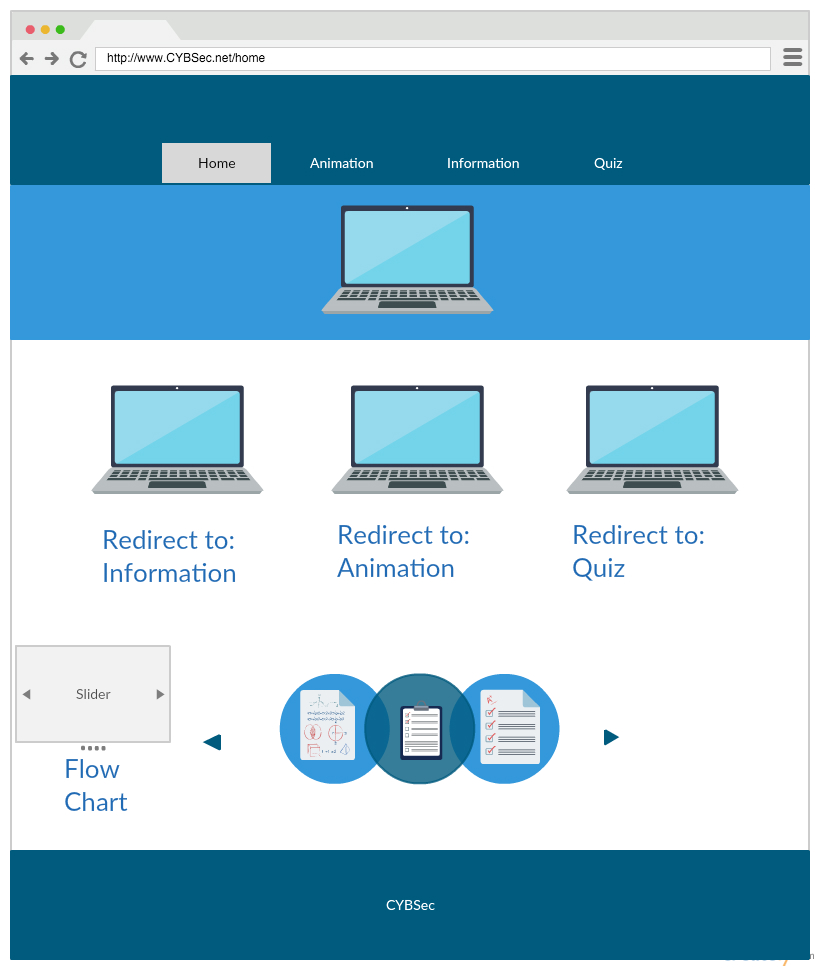 http://www.CYBSec.net/home
Home Animation Information Quiz
Redirect to:
Information
Redirect to:
Animation
Redirect to:
Quiz
Slider
Flow
Chart
CYBSec